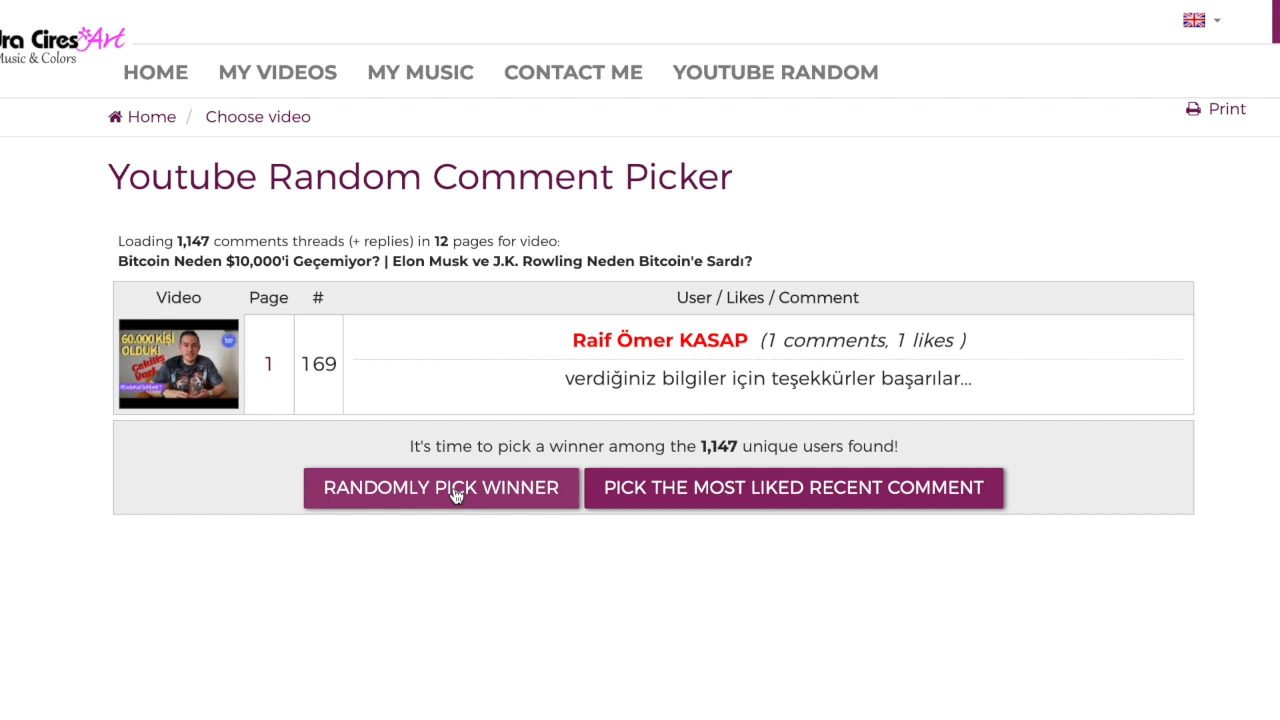 ra Cires Art
Music & Colors
HOME MY VIDEOS MY MUSIC CONTACT ME YOUTUBE RANDOM
Home / Choose video
Print
Youtube Random Comment Picker
Loading 1,147 comments threads (+ replies) in 12 pages for video:
Bitcoin Neden $10,000'i Geçemiyor? | Elon Musk ve J.K. Rowling Neden Bitcoin'e Sardı?
Video Page # User / Likes / Comment
60.000 KİŞİ
OLDUK!
Çekiliş
Var!
1 169
Raif Ömer KASAP (1 comments, 1 likes )
verdiğiniz bilgiler için teşekkürler başarılar...
It's time to pick a winner among the 1,147 unique users found!
RANDOMLY PICK WINNER PICK THE MOST LIKED RECENT COMMENT